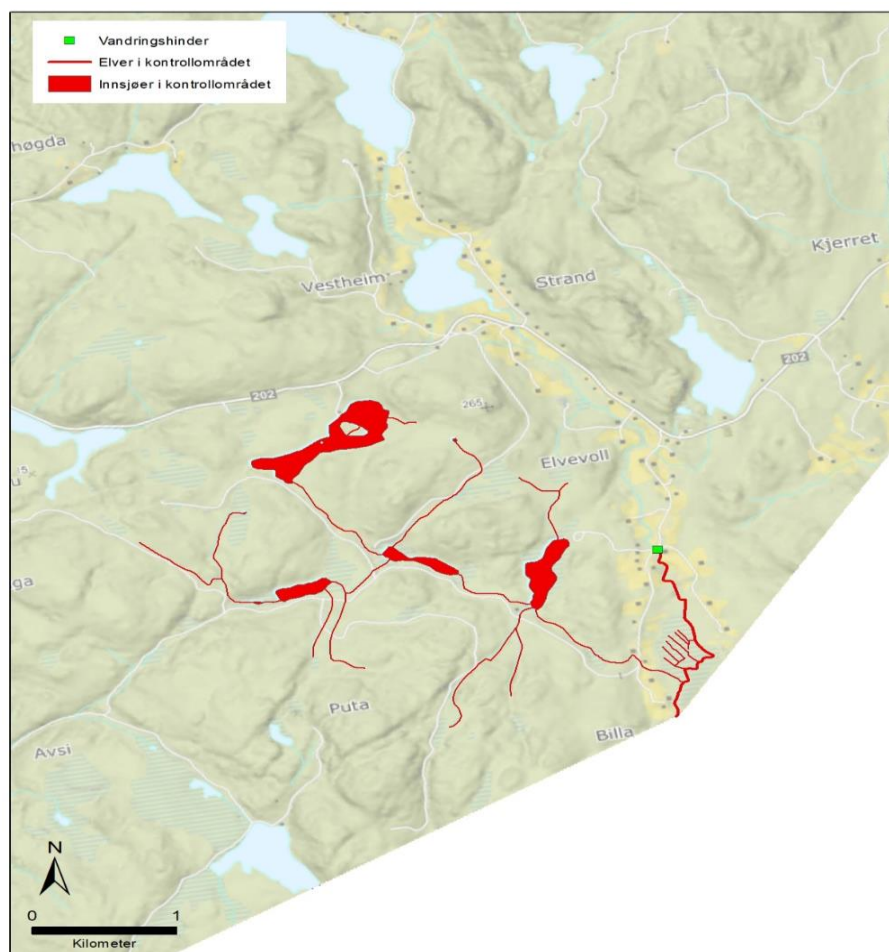 Vandringshinder
Elver i kontrollområdet
Innsjøer i kontrollområdet
høgda
Kjerret
Strand
Vestheim
202
202
265
Elvevoll
ga
Puta
Billa
Avsi
N
0 1
Kilometer